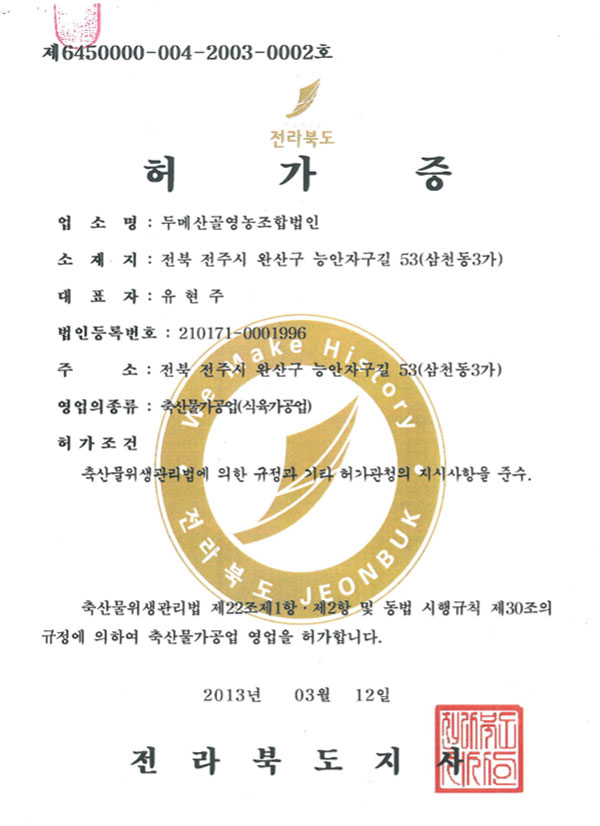 제6450000-004-2003-0002호
전라북도
허 가 증
업 소 명 : 두메산골영농조합법인
소 재 지 : 전북 전주시 완산구 능안자구길 53(삼천동3가)
대 표 자 : 유 현 주
법인등록번호 : 210171-0001996
주 소 : 전북 전주시 완산구 능안자구길 53(삼천동3가)
영업의종류 : 축산물가공업(식육가공업)
허 가 조 건
축산물위생관리법에 의한 규정과 기타 허가관청의 지시사항을 준수.
We Make History
전라북도 JEONBUK
축산물위생관리법 제22조제1항·제2항 및 동법 시행규칙 제30조의
규정에 의하여 축산물가공업 영업을 허가합니다.
2013년 03월 12일
전 라 북 도 지 사